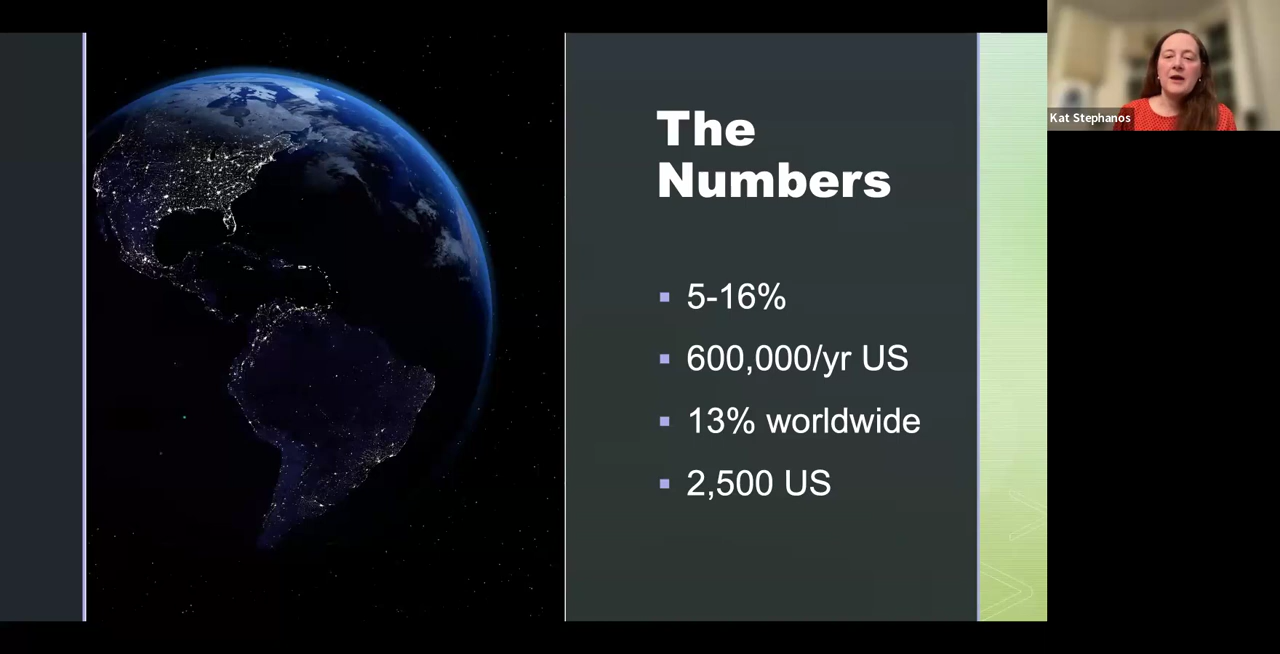 The
Numbers
5-16%
600,000/yr US
13% worldwide
2,500 US
Kat Stephanos